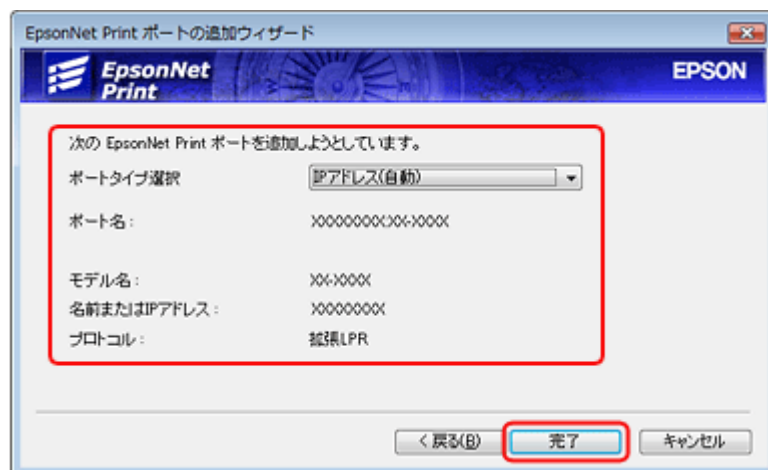 EpsonNet Print ポートの追加ウィザード
EpsonNet
Print
EPSON
次の EpsonNet Print ポートを追加しようとしています。
ポートタイプ選択 IPアドレス(自動)
ポート名: XXXXXXXX:XX-XXXX
モデル名: XX-XXXX
名前またはIPアドレス: XXXXXXXX
プロトコル: 拡張LPR
< 戻る(B) 完了 キャンセル